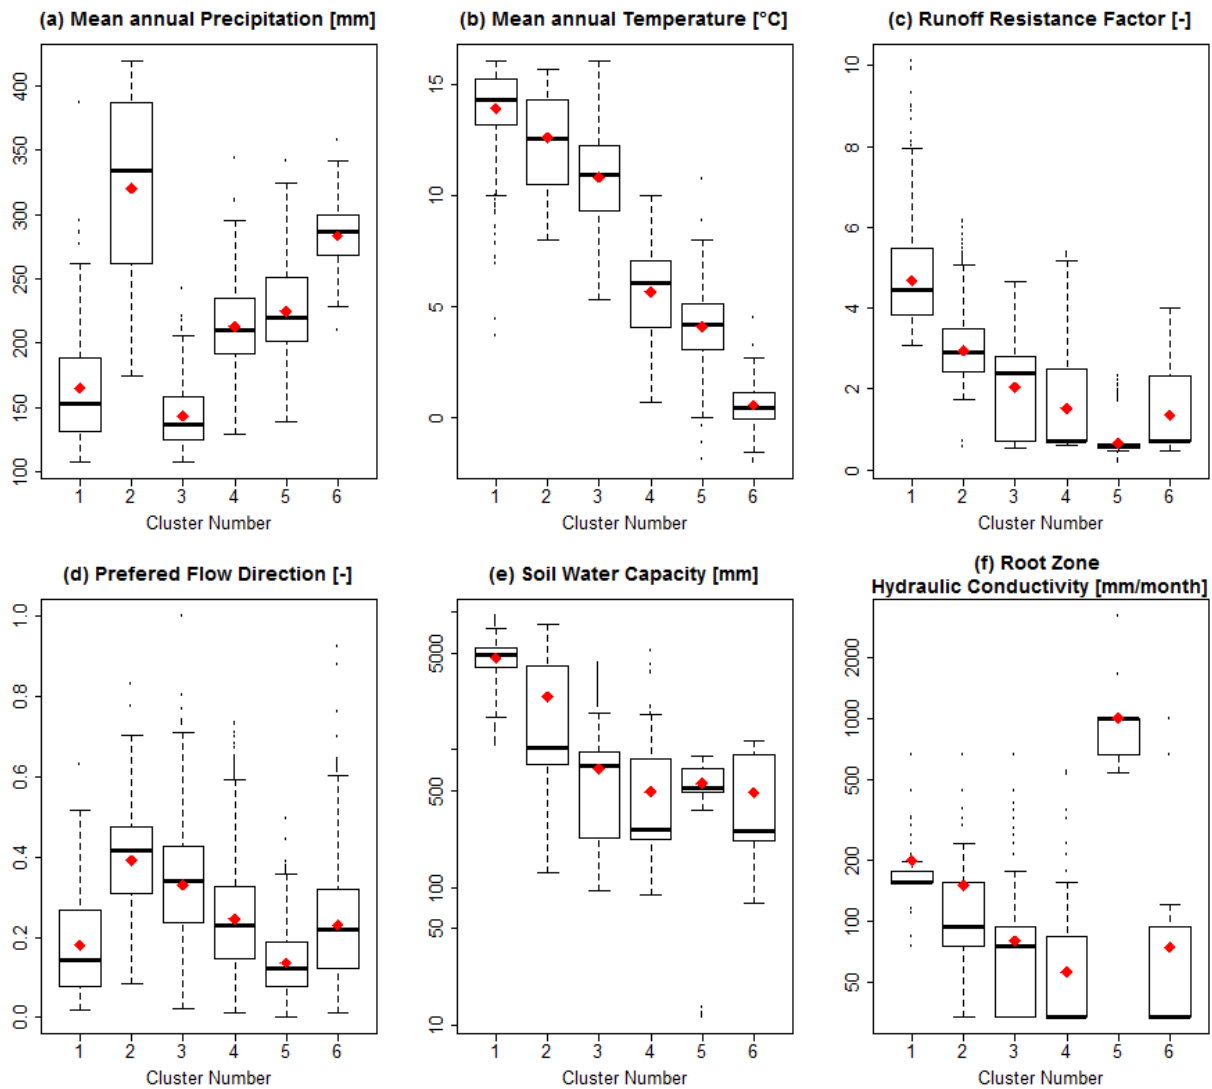 (a) Mean annual Precipitation [mm]
(b) Mean annual Temperature [°C]
(c) Runoff Resistance Factor [-]
400
350
300
250
200
150
100
15
10
5
0
10
8
6
4
2
0
1 2 3 4 5 6
1 2 3 4 5 6
1 2 3 4 5 6
Cluster Number
Cluster Number
Cluster Number
(d) Prefered Flow Direction [-]
(e) Soil Water Capacity [mm]
(f) Root Zone
Hydraulic Conductivity [mm/month]
1.0
0.8
0.6
0.4
0.2
0.0
5000
500
100
50
10
2000
1000
500
200
100
50
1 2 3 4 5 6
1 2 3 4 5 6
1 2 3 4 5 6
Cluster Number
Cluster Number
Cluster Number